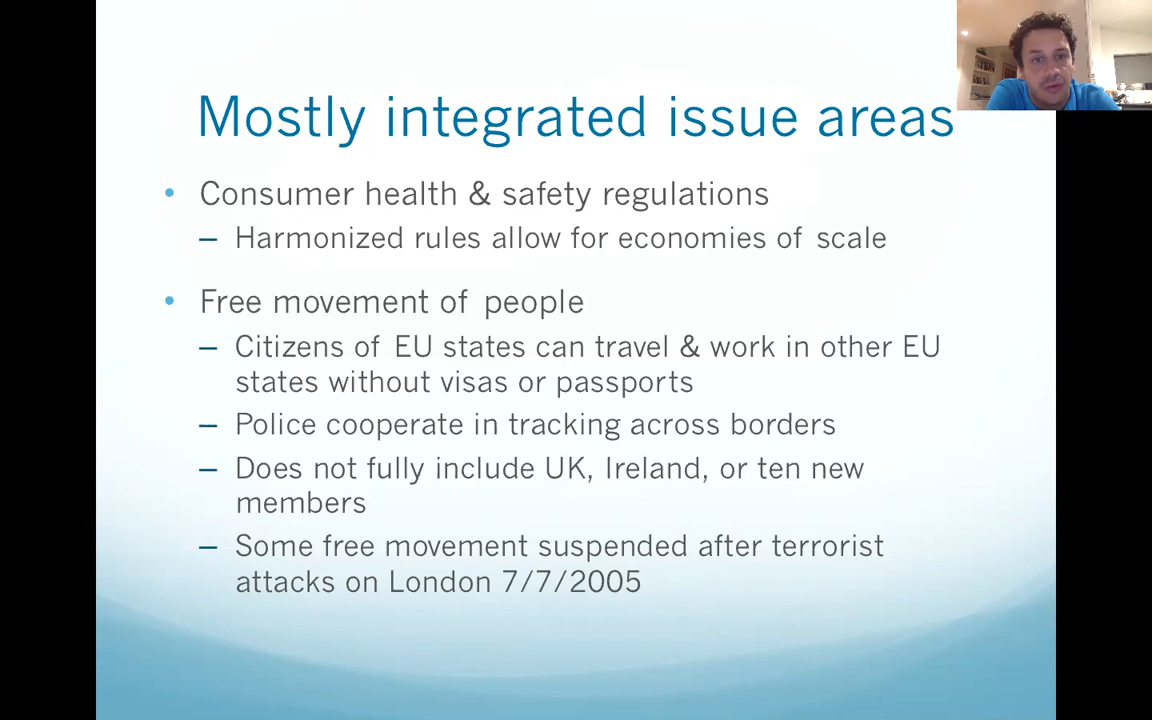 Mostly integrated issue areas
• Consumer health & safety regulations
– Harmonized rules allow for economies of scale
• Free movement of people
– Citizens of EU states can travel & work in other EU
states without visas or passports
– Police cooperate in tracking across borders
– Does not fully include UK, Ireland, or ten new
members
– Some free movement suspended after terrorist
attacks on London 7/7/2005